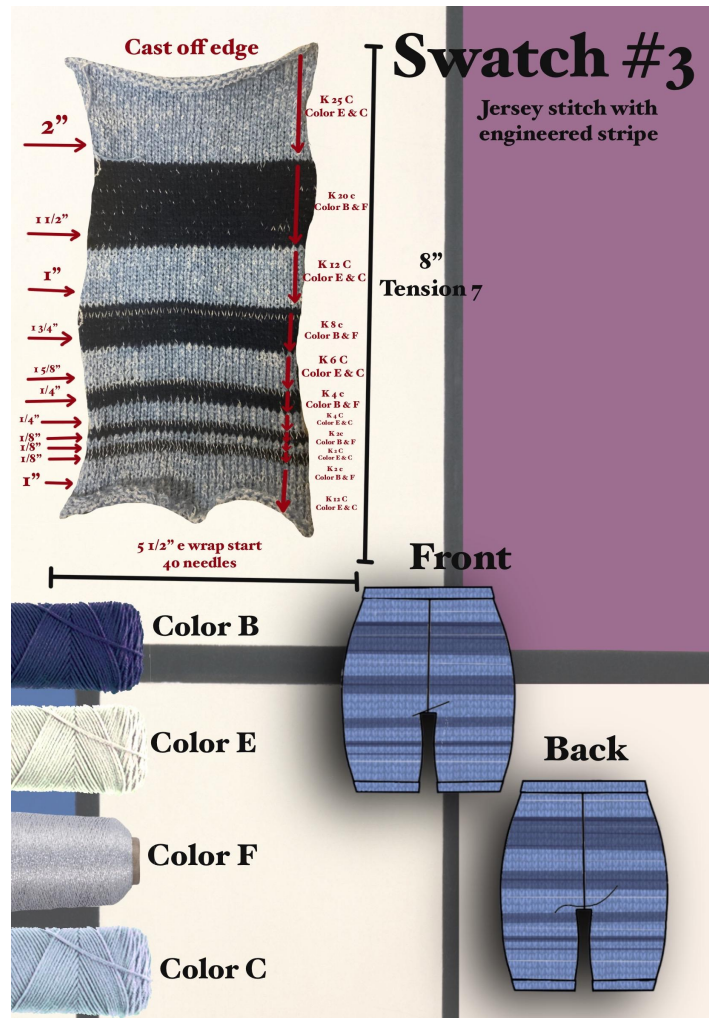 Swatch #3
Jersey stitch with
engineered stripe
Cast off edge
2”
K 25 C
Color E & C
1 1/2”
K 20 c
Color B & F
1”
K 12 C
Color E & C
8”
Tension 7
1 3/4”
K 8 c
Color B & F
1 5/8”
K 6 C
Color E & C
1/4”
K 4 c
Color B & F
1/4”
K 4 C
Color E & C
1/8”
K 2c
Color B & F
1/8”
K 2 C
Color E & C
1/8”
K 2 c
Color B & F
1”
K 12 C
Color E & C
5 1/2” e wrap start
40 needles
Front
Color B
Color E
Back
Color F
Color C